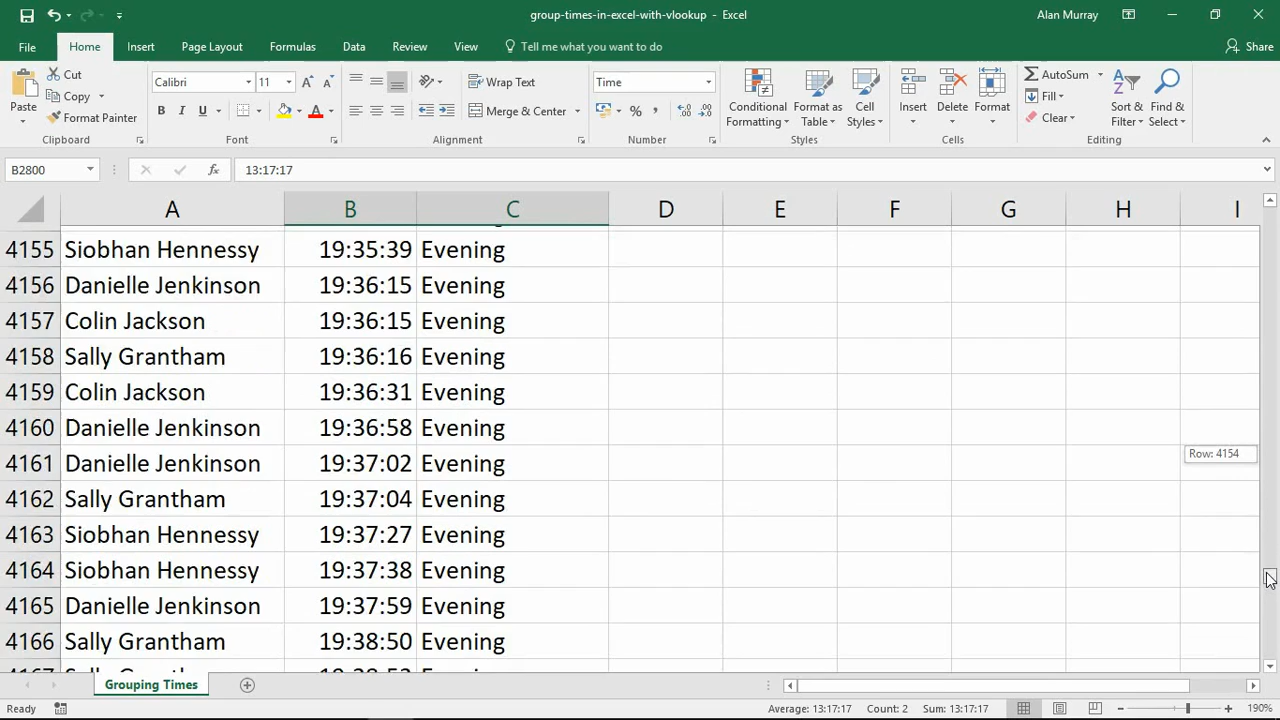 group-times-in-excel-with-vlookup - Excel
Alan Murray
File Home Insert Page Layout Formulas Data Review View Tell me what you want to do Share
Paste
Cut
Copy
Format Painter
Clipboard
Calibri 11
B I U A
Font
Wrap Text
Merge & Center
Alignment
Time
%
Number
Conditional Formatting
Format as Table
Cell Styles
Styles
Insert
Delete
Format
Cells
AutoSum
Fill
Clear
Sort & Filter
Find & Select
Editing
B2800 fx 13:17:17
A B C D E F G H I
4155 Siobhan Hennessy 19:35:39 Evening
4156 Danielle Jenkinson 19:36:15 Evening
4157 Colin Jackson 19:36:15 Evening
4158 Sally Grantham 19:36:16 Evening
4159 Colin Jackson 19:36:31 Evening
4160 Danielle Jenkinson 19:36:58 Evening
4161 Danielle Jenkinson 19:37:02 Evening
Row: 4154
4162 Sally Grantham 19:37:04 Evening
4163 Siobhan Hennessy 19:37:27 Evening
4164 Siobhan Hennessy 19:37:38 Evening
4165 Danielle Jenkinson 19:37:59 Evening
4166 Sally Grantham 19:38:50 Evening
Grouping Times
Ready Average: 13:17:17 Count: 2 Sum: 13:17:17 190%